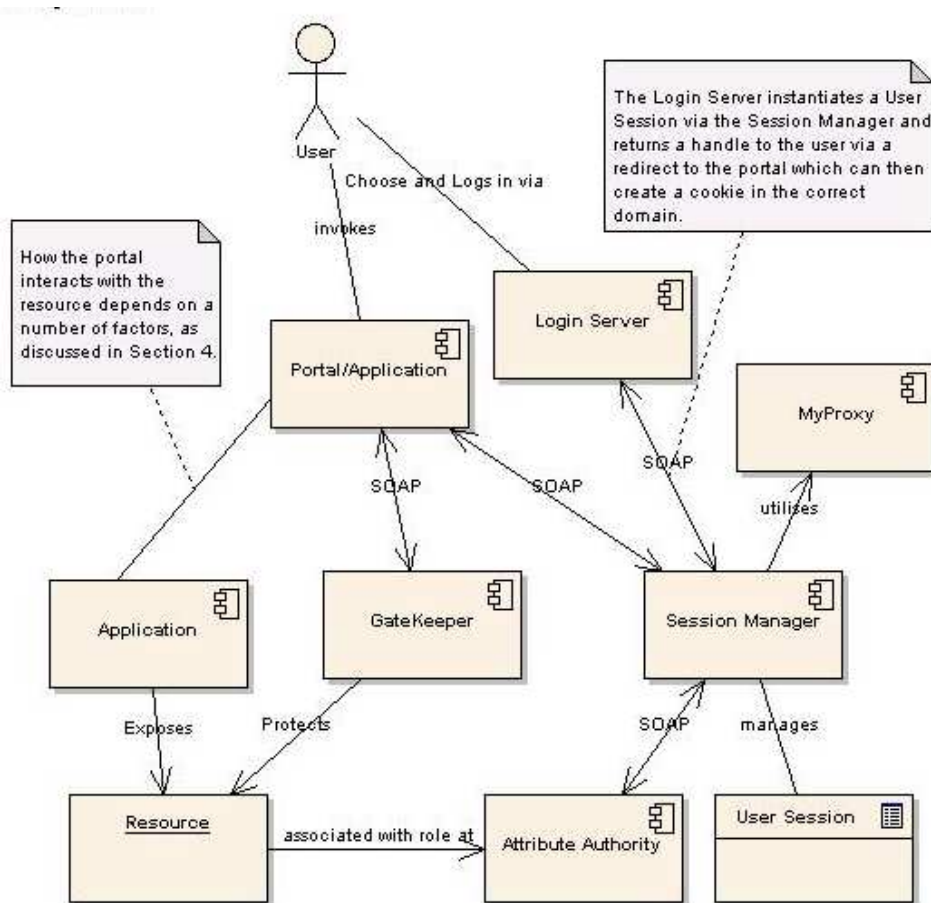 The Login Server instantiates a User
Session via the Session Manager and
returns a handle to the user via a
redirect to the portal which can then
create a cookie in the correct
domain.
User
Choose and Logs in via
invokes
How the portal
interacts with the
resource depends on a
number of factors, as
discussed in Section 4.
Login Server
Portal/Application
MyProxy
SOAP
SOAP
SOAP
utilises
Application
GateKeeper
Session Manager
Exposes
Protects
SOAP
manages
Resource
associated with role at
Attribute Authority
User Session